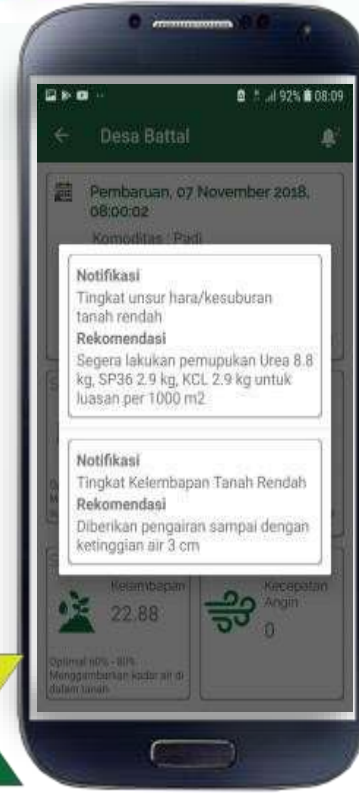 92% 08:09
Desa Battal
Pembaruan, 07 November 2018,
08:00:02
Komoditas : Padi
Notifikasi
Tingkat unsur hara/kesuburan
tanah rendah
Rekomendasi
Segera lakukan pemupukan Urea 8.8
kg, SP36 2.9 kg, KCL 2.9 kg untuk
luasan per 1000 m2
Notifikasi
Tingkat Kelembapan Tanah Rendah
Rekomendasi
Diberikan pengairan sampai dengan
ketinggian air 3 cm
Kelambapan
22.88
Optimal 60% - 80%
Menggambarkan kadar air di
dalam tanah
Kecepatan
Angin
0